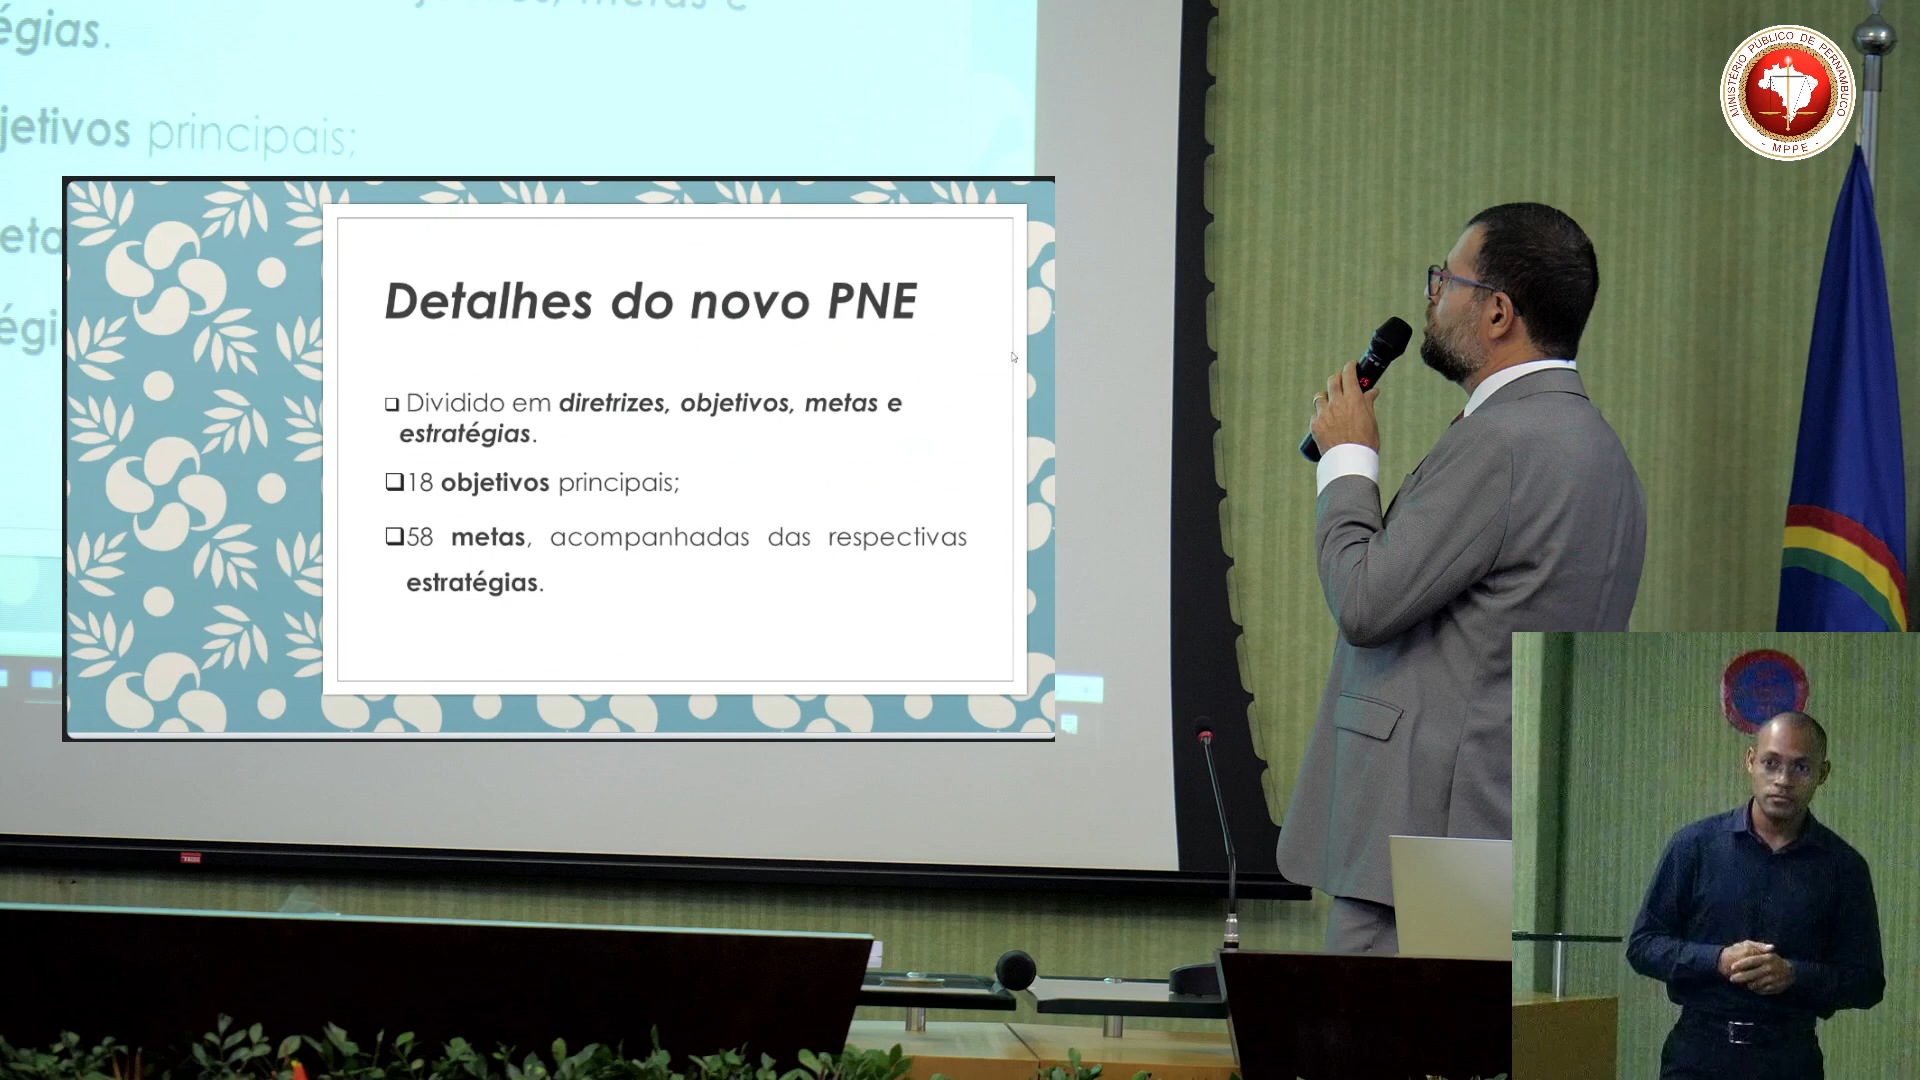 égias.
jetivos principais;
MINISTÉRIO PÚBLICO DE PERNAMBUCO
- MPPE -
Detalhes do novo PNE
❑ Dividido em diretrizes, objetivos, metas e
estratégias.
❑18 objetivos principais;
❑58 metas, acompanhadas das respectivas
estratégias.